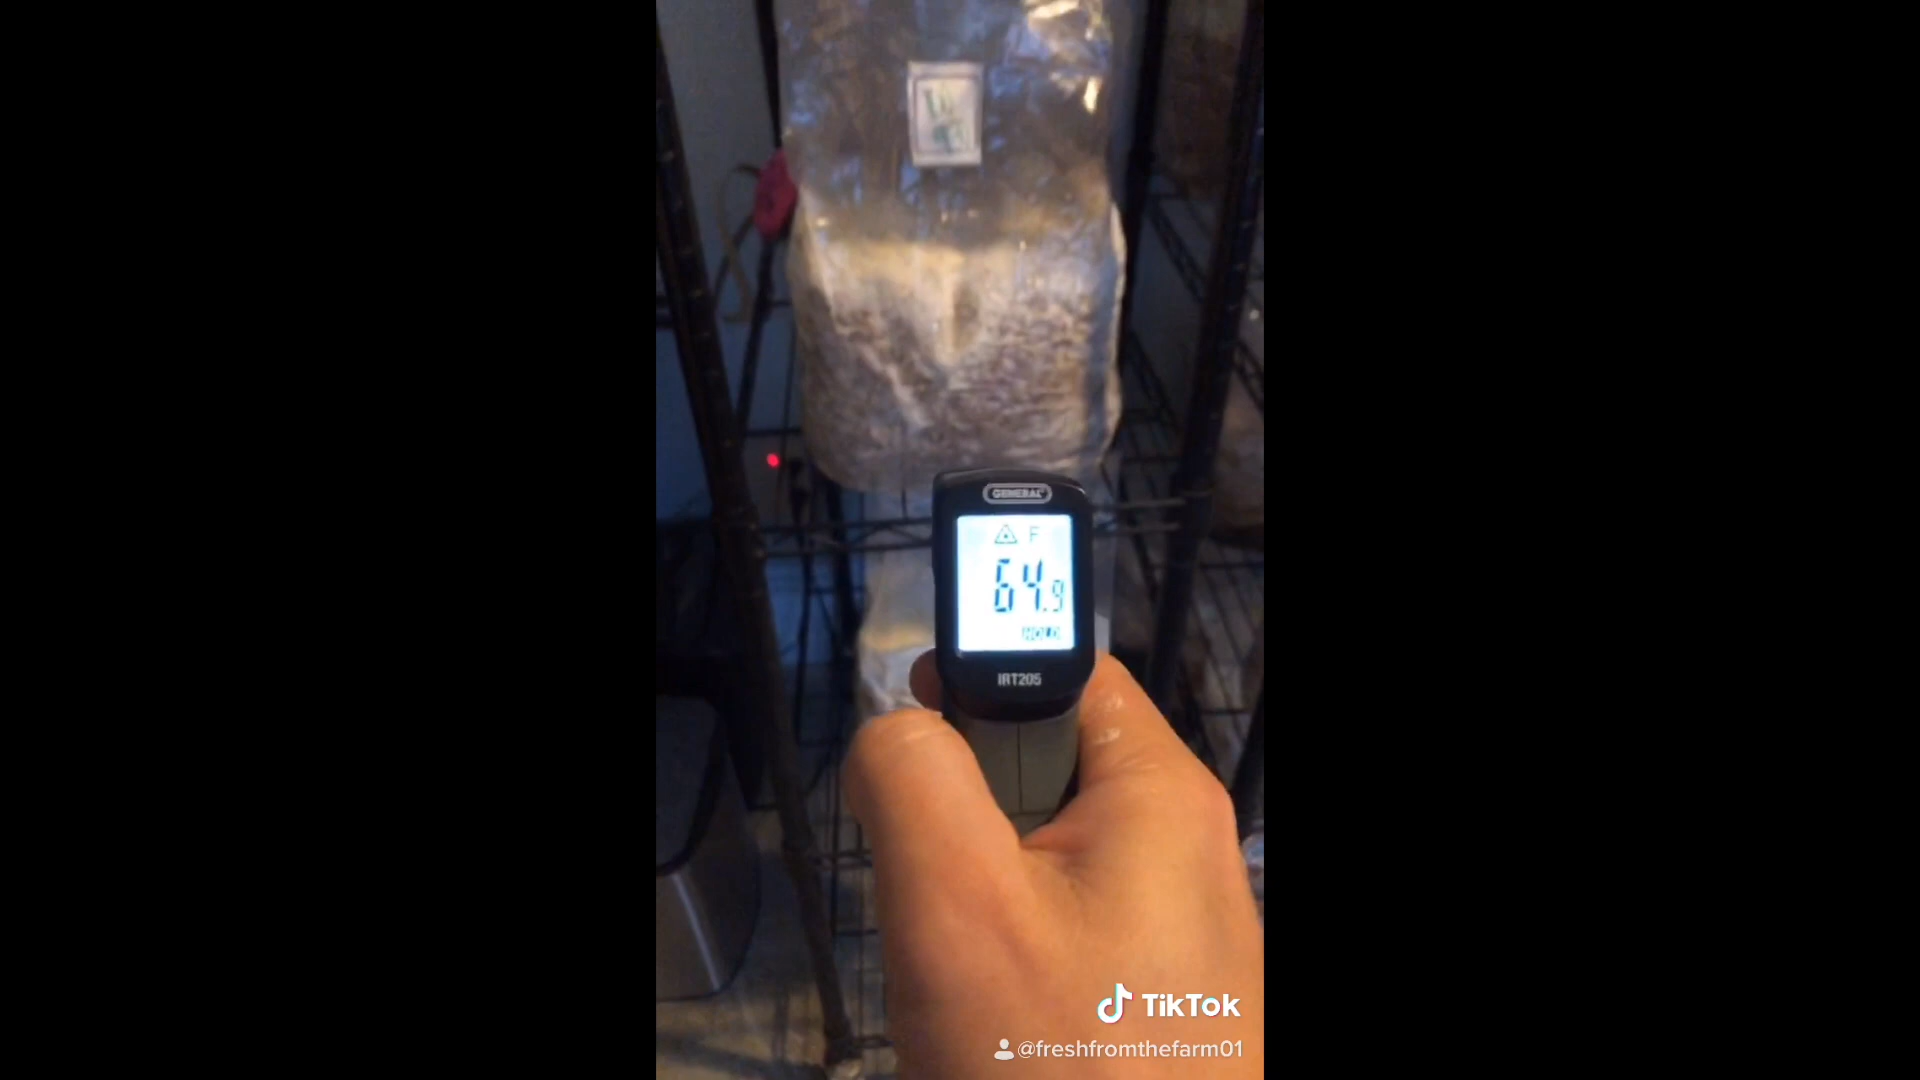 GENERAL
F
64.9
HOLD
IRT205
TikTok
@freshfromthefarm01